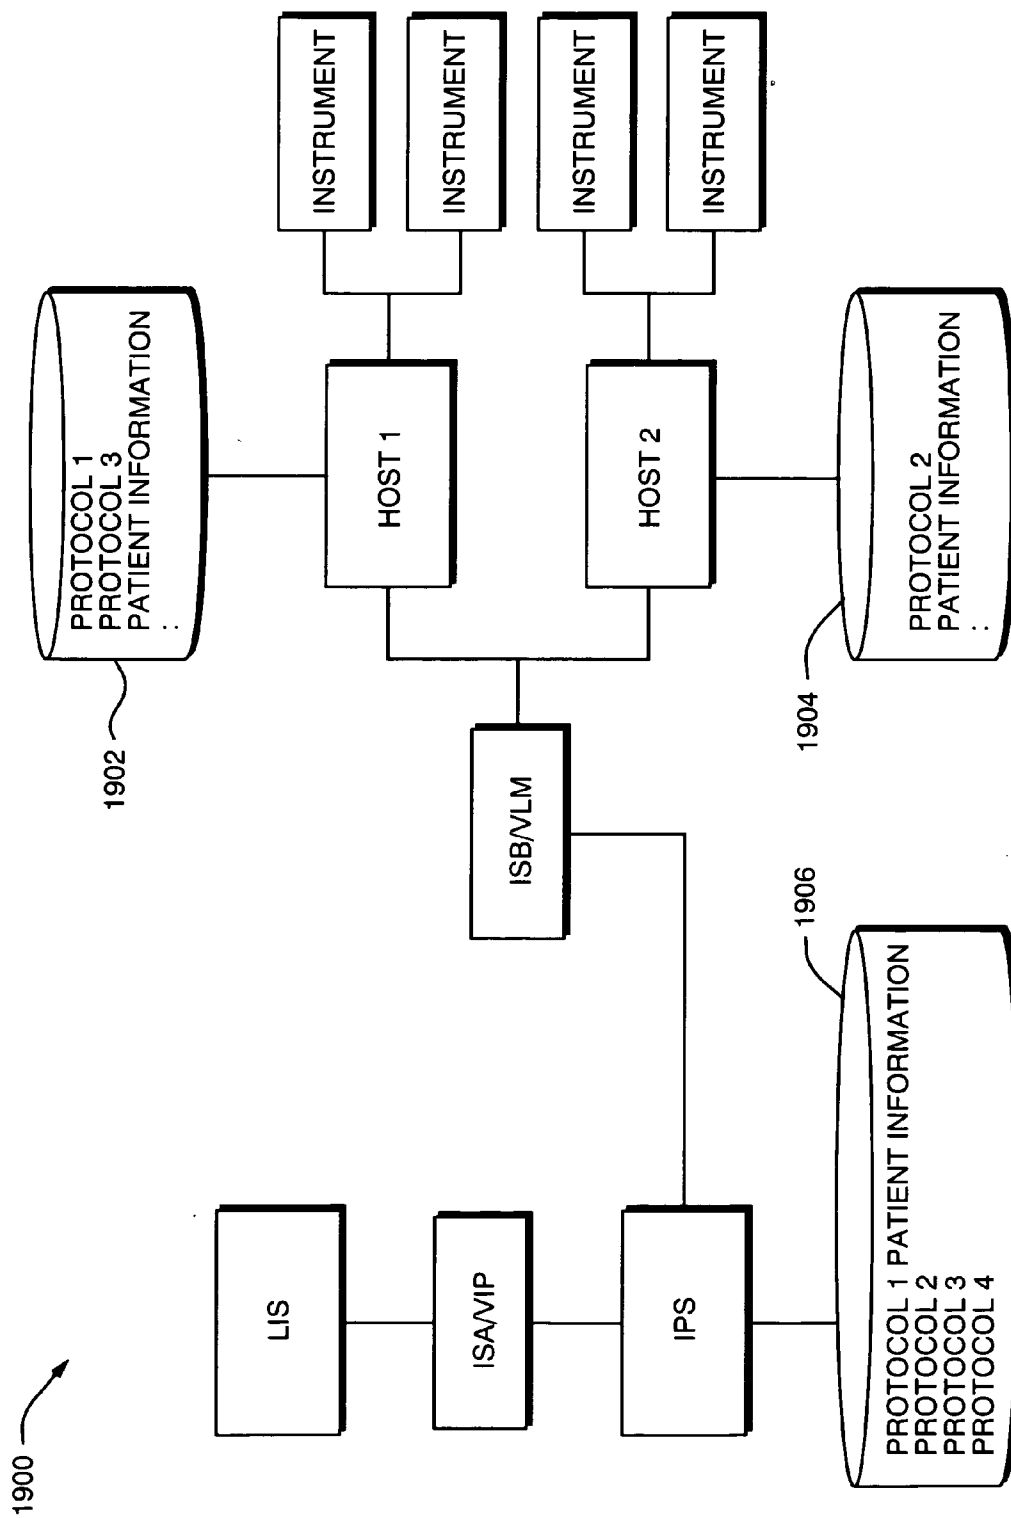 1900
LIS
ISA/VIP
IPS
PROTOCOL 1 PATIENT INFORMATION
PROTOCOL 2
PROTOCOL 3
PROTOCOL 4
1906
ISB/VLM
1902
PROTOCOL 1
PROTOCOL 3
PATIENT INFORMATION
:
HOST 1
HOST 2
1904
PROTOCOL 2
PATIENT INFORMATION
:
INSTRUMENT
INSTRUMENT
INSTRUMENT
INSTRUMENT